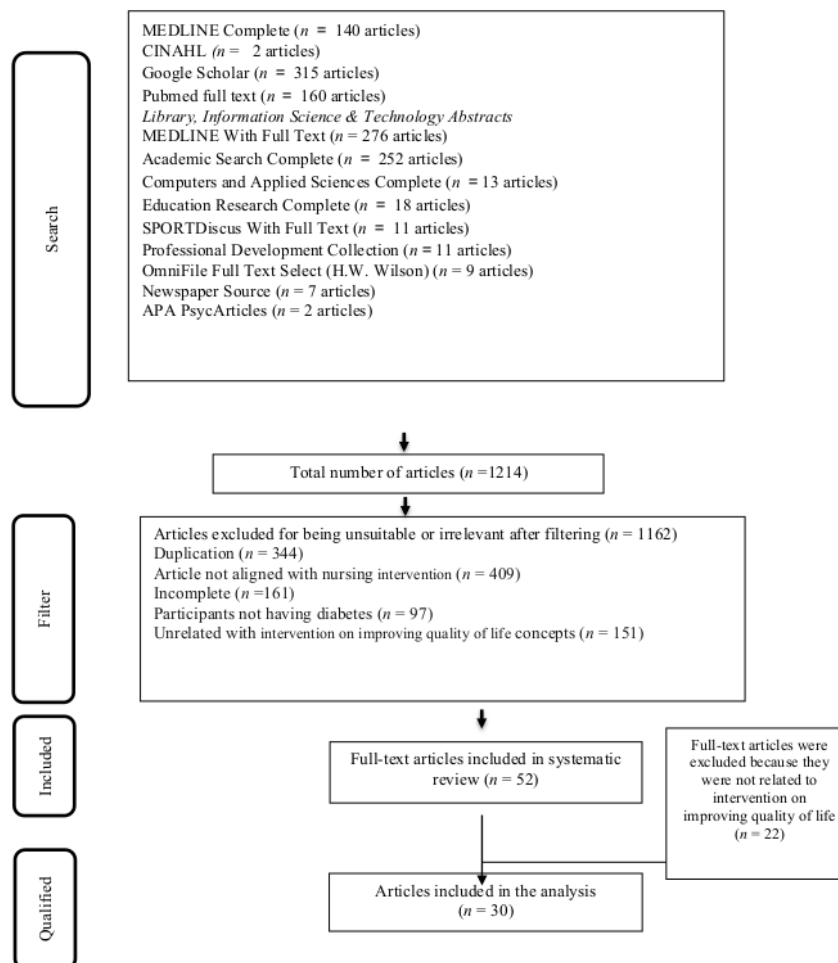 Search
MEDLINE Complete (n = 140 articles)
CINAHL (n = 2 articles)
Google Scholar (n = 315 articles)
Pubmed full text (n = 160 articles)
Library, Information Science & Technology Abstracts
MEDLINE With Full Text (n = 276 articles)
Academic Search Complete (n = 252 articles)
Computers and Applied Sciences Complete (n = 13 articles)
Education Research Complete (n = 18 articles)
SPORTDiscus With Full Text (n = 11 articles)
Professional Development Collection (n = 11 articles)
OmniFile Full Text Select (H.W. Wilson) (n = 9 articles)
Newspaper Source (n = 7 articles)
APA PsycArticles (n = 2 articles)
Total number of articles (n =1214)
Filter
Articles excluded for being unsuitable or irrelevant after filtering (n = 1162)
Duplication (n = 344)
Article not aligned with nursing intervention (n = 409)
Incomplete (n =161)
Participants not having diabetes (n = 97)
Unrelated with intervention on improving quality of life concepts (n = 151)
Included
Full-text articles included in systematic
review (n = 52)
Full-text articles were
excluded because they
were not related to
intervention on
improving quality of life
(n = 22)
Qualified
Articles included in the analysis
(n = 30)